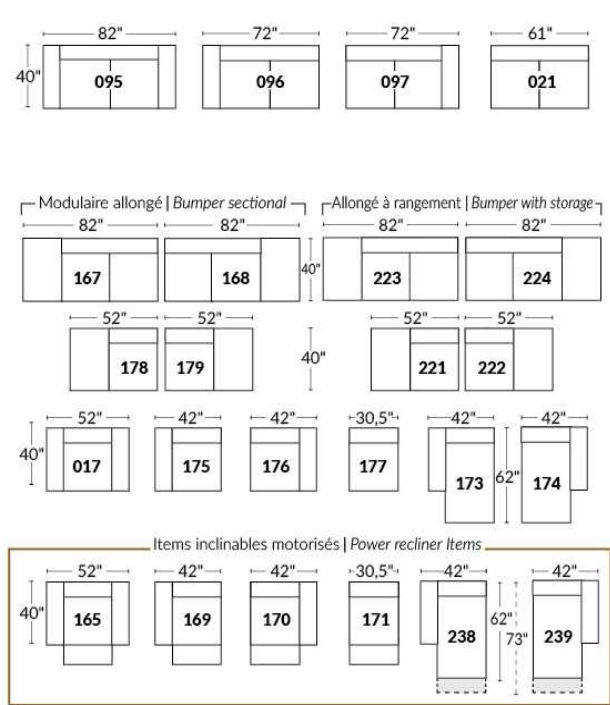 82" 72" 72" 61"
40"
095 096 097 021
Modulaire allongé | Bumper sectional Allongé à rangement | Bumper with storage
82" 82" 82" 82"
40"
167 168 223 224
52" 52" 52" 52"
40"
178 179 221 222
52" 42" 42" 30,5" 42" 42"
40"
017 175 176 177 173 62" 174
Items inclinables motorisés | Power recliner Items
52" 42" 42" 30,5" 42" 42"
40" 62"
165 169 170 171 238 73" 239